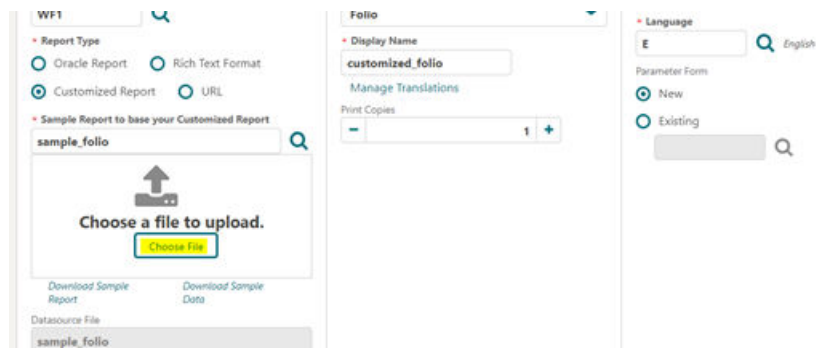 WF1
* Report Type
Oracle Report
Rich Text Format
Customized Report
URL
* Sample Report to base your Customized Report
sample_folio
Choose a file to upload.
Choose File
Download Sample Report
Download Sample Data
Datasource File
sample_folio
Folio
* Display Name
customized_folio
Manage Translations
Print Copies
− 1 +
* Language
E
English
Parameter Form
New
Existing